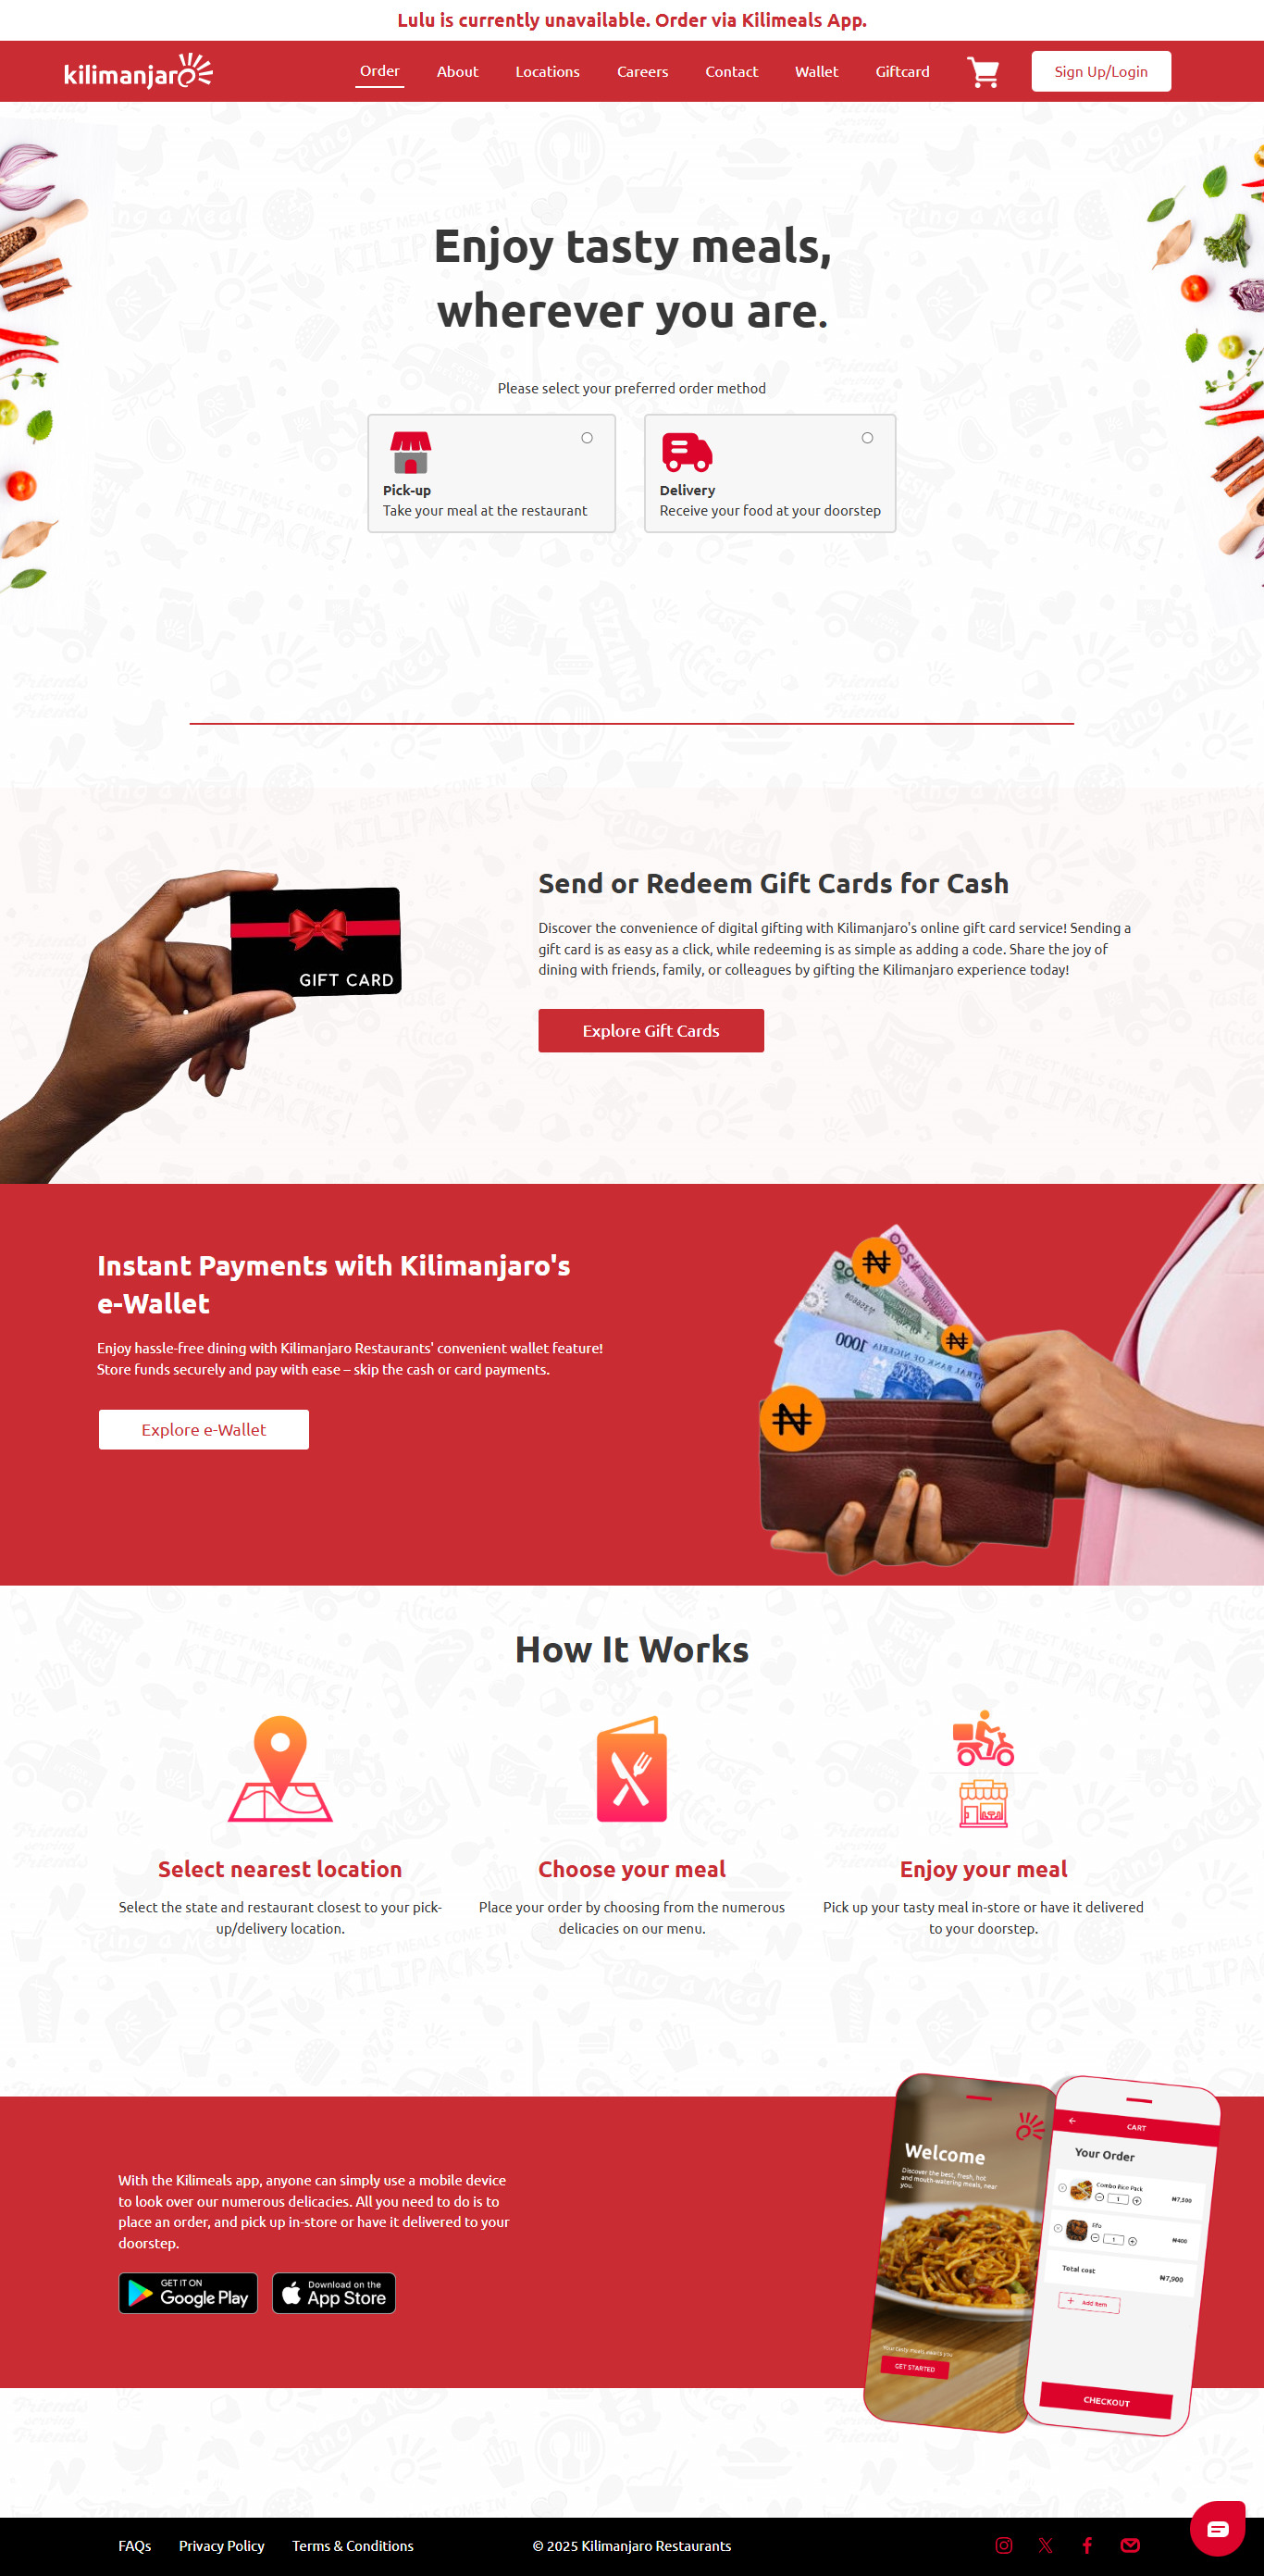 Lulu is currently unavailable. Order via Kilimeals App.
kilimanjaro
Order
About
Locations
Careers
Contact
Wallet
Giftcard
Sign Up/Login
Enjoy tasty meals,
wherever you are.
Please select your preferred order method
Pick-up
Take your meal at the restaurant
Delivery
Receive your food at your doorstep
GIFT CARD
Send or Redeem Gift Cards for Cash
Discover the convenience of digital gifting with Kilimanjaro's online gift card service! Sending a
gift card is as easy as a click, while redeeming is as simple as adding a code. Share the joy of
dining with friends, family, or colleagues by gifting the Kilimanjaro experience today!
Explore Gift Cards
Instant Payments with Kilimanjaro's
e-Wallet
Enjoy hassle-free dining with Kilimanjaro Restaurants' convenient wallet feature!
Store funds securely and pay with ease – skip the cash or card payments.
Explore e-Wallet
How It Works
Select nearest location
Select the state and restaurant closest to your pick-
up/delivery location.
Choose your meal
Place your order by choosing from the numerous
delicacies on our menu.
Enjoy your meal
Pick up your tasty meal in-store or have it delivered
to your doorstep.
With the Kilimeals app, anyone can simply use a mobile device
to look over our numerous delicacies. All you need to do is to
place an order, and pick up in-store or have it delivered to your
doorstep.
GET IT ON
Google Play
Download on the
App Store
Welcome
Discover the best, fresh, hot
and mouth-watering meals, near
you.
Your tasty meals awaits you
GET STARTED
CART
Your Order
Combo Rice Pack
1
₦7,500
Efo
1
₦400
Total cost
₦7,900
+ Add Item
CHECKOUT
FAQs
Privacy Policy
Terms & Conditions
© 2025 Kilimanjaro Restaurants